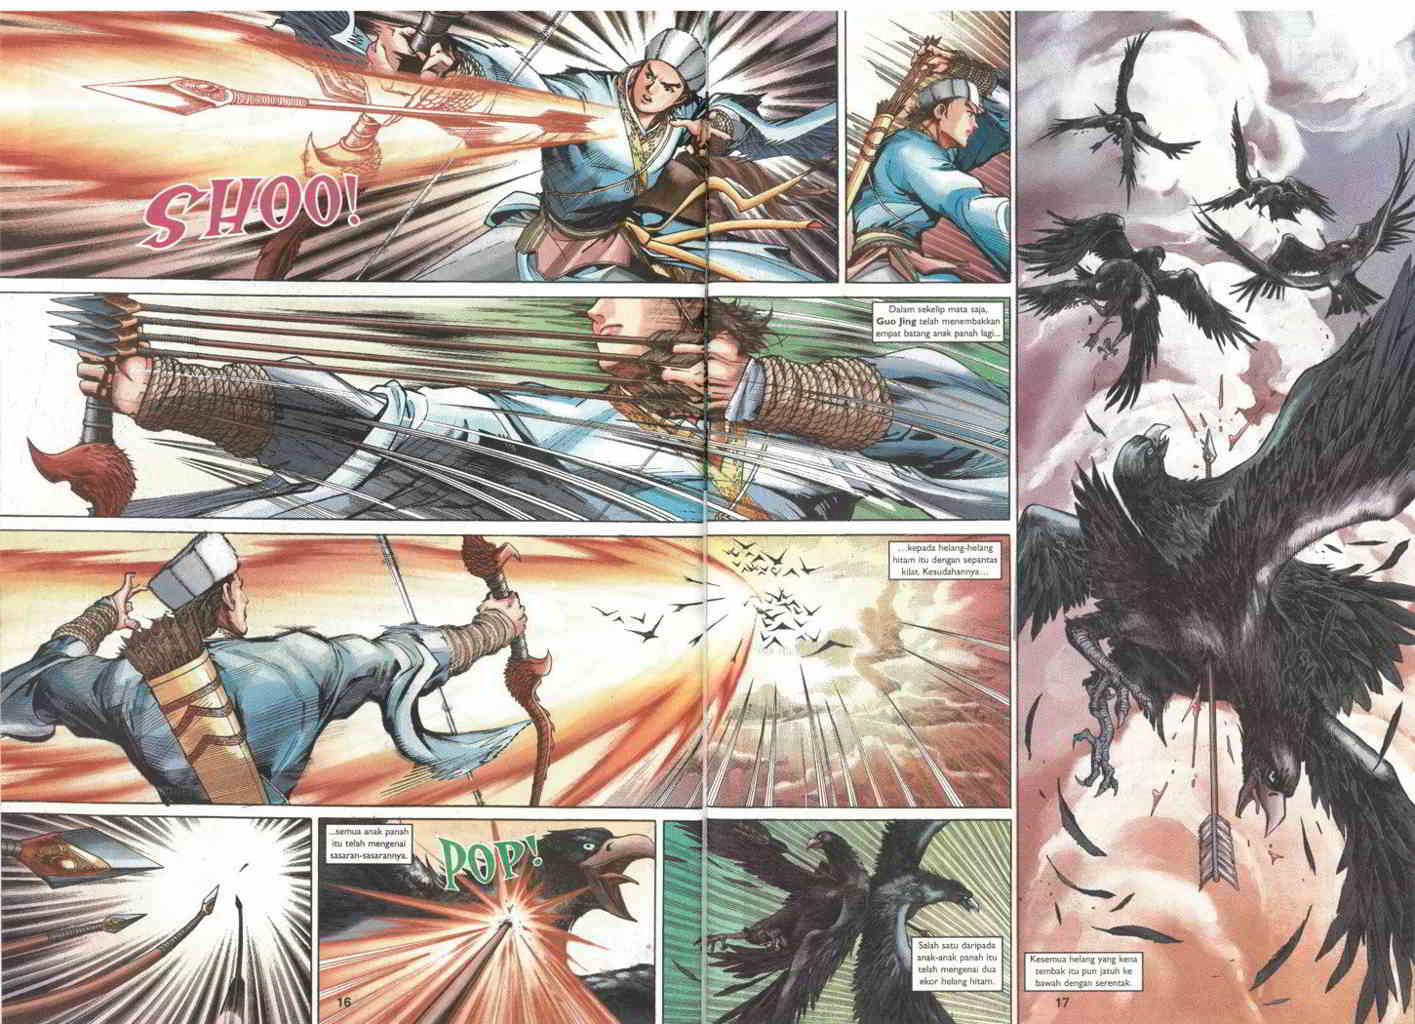 SHOO!
Dalam sekelip mata saja,
Guo Jing telah menembakkan
empat batang anak panah lagi...
...kepada helang-helang
hitam itu dengan sepantas
kilat. Kesudahannya...
...semua anak panah
itu telah mengenai
sasaran-sasarannya.
POP!
Salah satu daripada
anak-anak panah itu
telah mengenai dua
ekor helang hitam.
16
Kesemua helang yang kena
tembak itu pun jatuh ke
bawah dengan serentak.
17